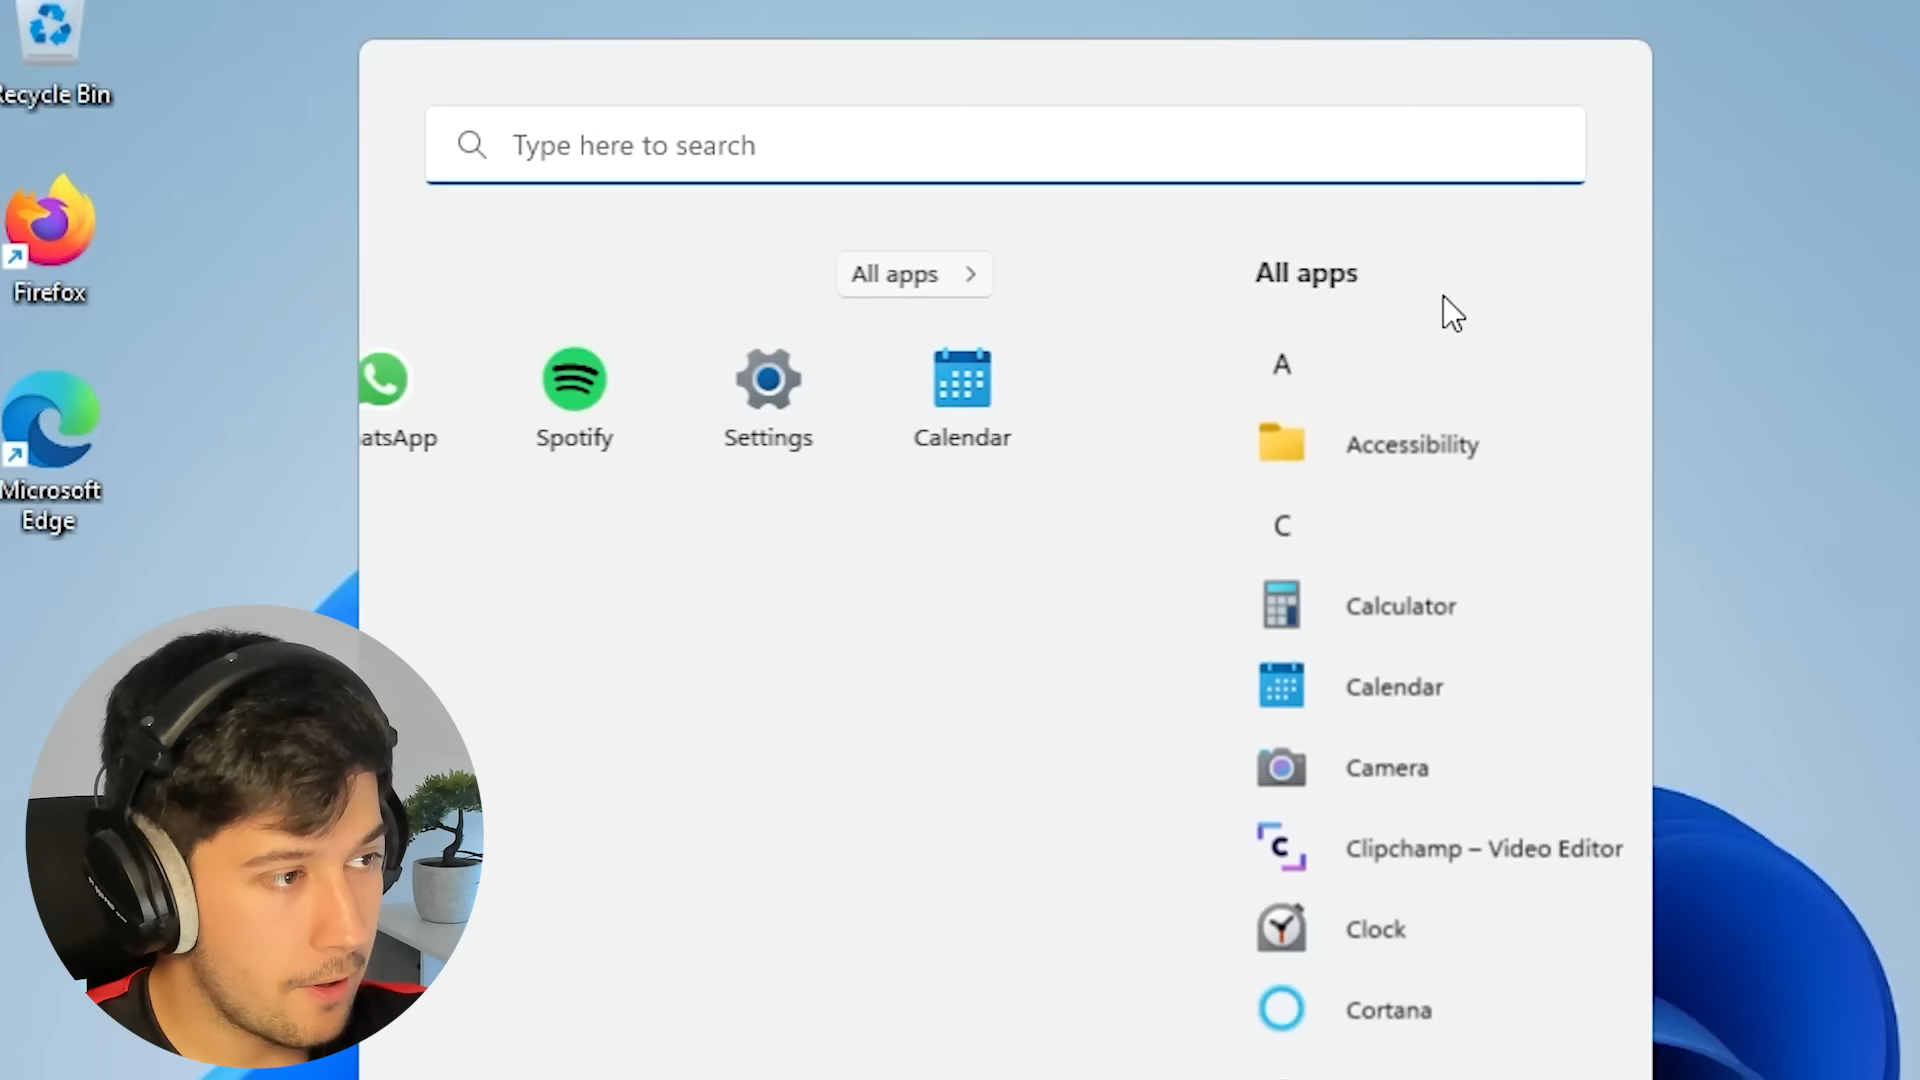 Recycle Bin
Firefox
Microsoft
Edge
Type here to search
All apps
atsApp
Spotify
Settings
Calendar
All apps
A
Accessibility
C
Calculator
Calendar
Camera
Clipchamp – Video Editor
Clock
Cortana